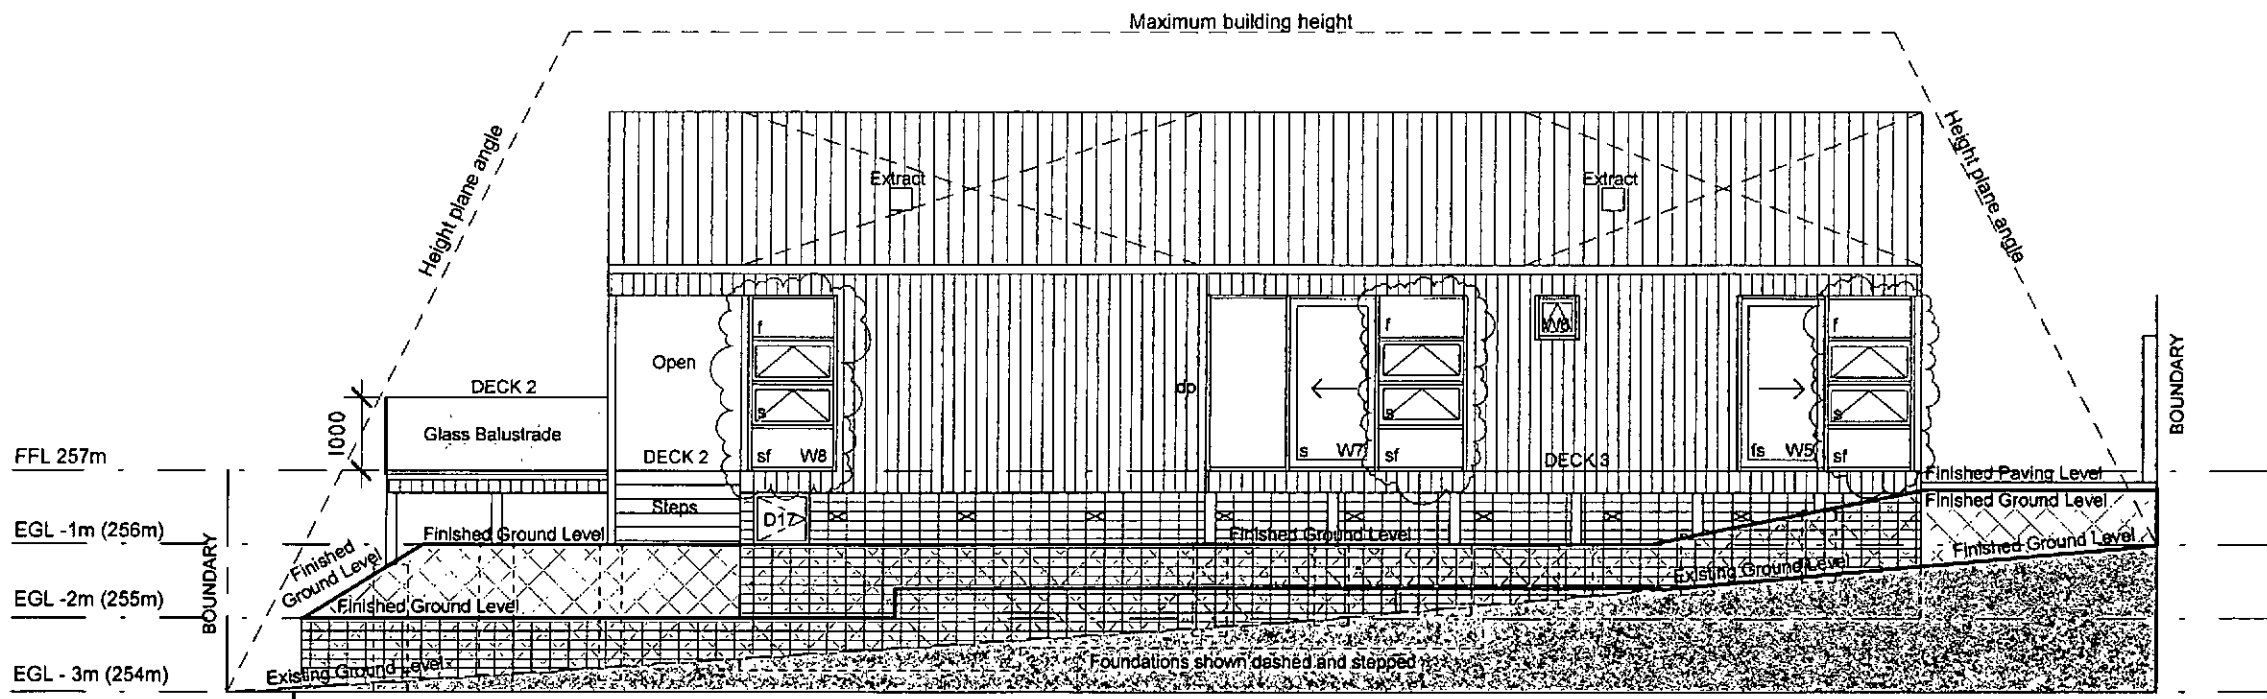 Maximum building height
Height plane angle
Height plane angle
Extract
Extract
f
f
W6
Open
dp
DECK 2
1000
Glass Balustrade
s
s
s
sf
W8
s
W7
sf
fs
W5
sf
BOUNDARY
FFL 257m
DECK 2
DECK 3
Finished Paving Level
Finished Ground Level
Steps
D17
EGL -1m (256m)
Finished Ground Level
Finished Ground Level
Finished Ground Level
Finished
Ground Level
Existing Ground Level
BOUNDARY
EGL -2m (255m)
Finished Ground Level
EGL - 3m (254m)
Existing Ground Level
Foundations shown dashed and stepped
f